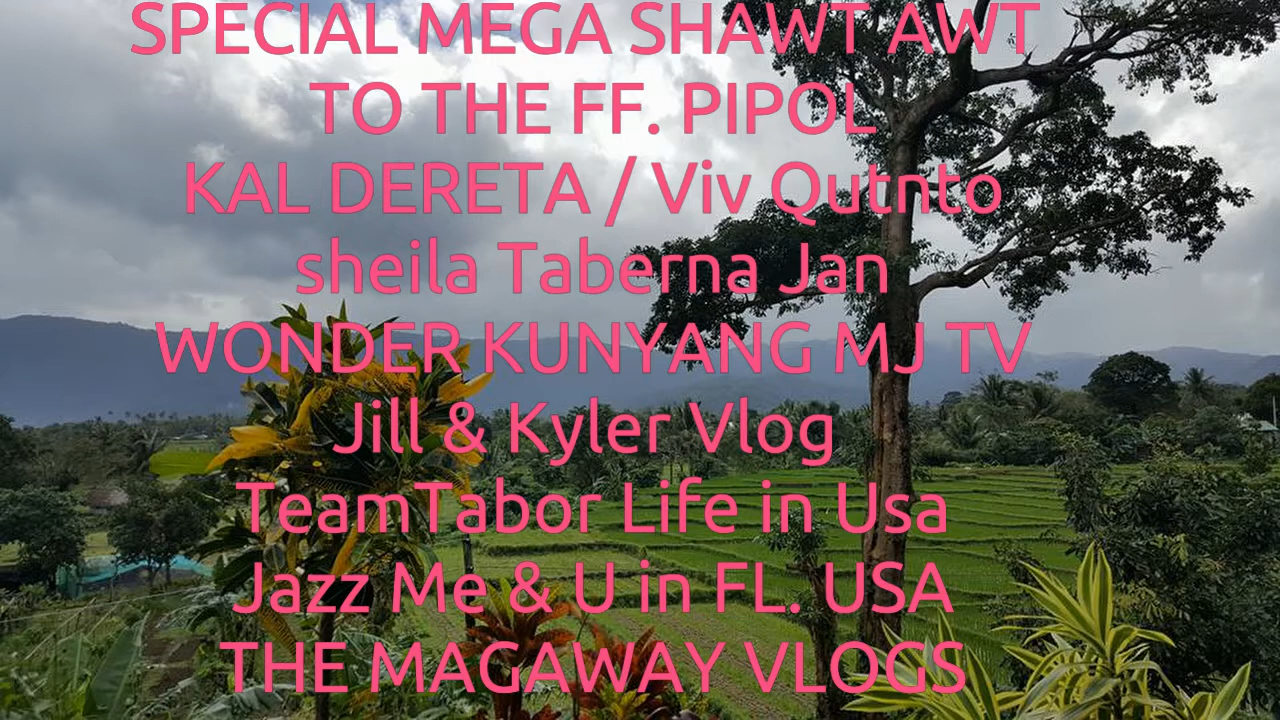 SPECIAL MEGA SHAWT AWT
TO THE FF. PIPOL
KAL DERETA / Viv Qutnto
sheila Taberna Jan
WONDER KUNYANG MJ TV
Jill & Kyler Vlog
TeamTabor Life in Usa
Jazz Me & U in FL. USA
THE MAGAWAY VLOGS